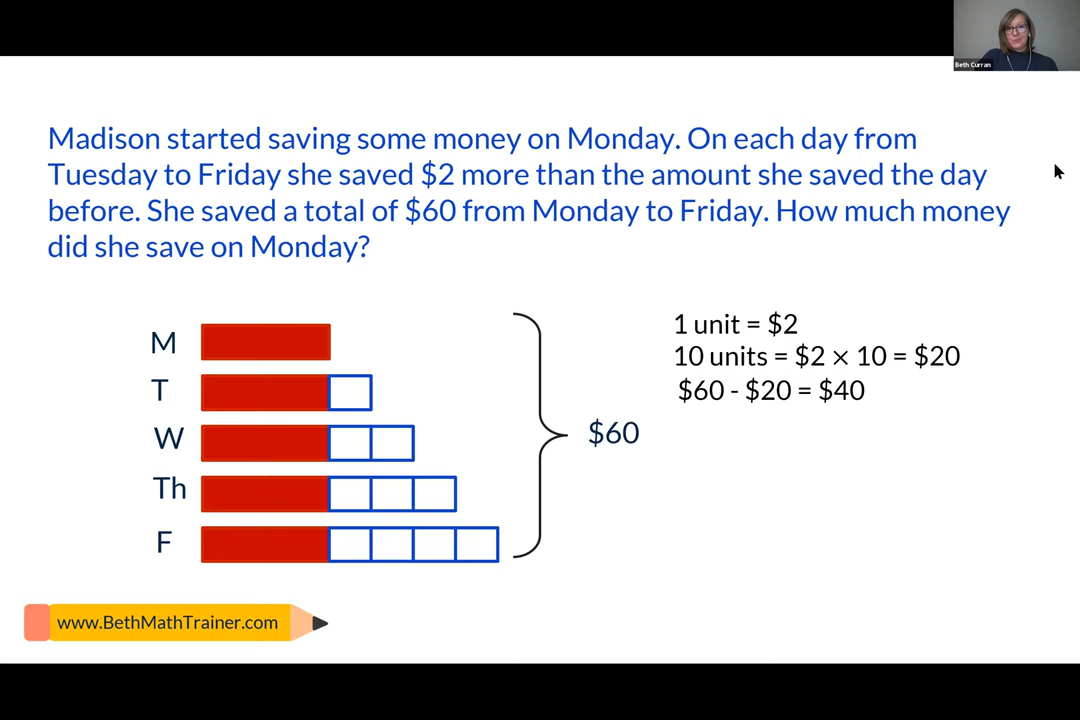 Beth Curran
Madison started saving some money on Monday. On each day from
Tuesday to Friday she saved $2 more than the amount she saved the day
before. She saved a total of $60 from Monday to Friday. How much money
did she save on Monday?
M
T
W
Th
F
$60
1 unit = $2
10 units = $2 × 10 = $20
$60 - $20 = $40
www.BethMathTrainer.com